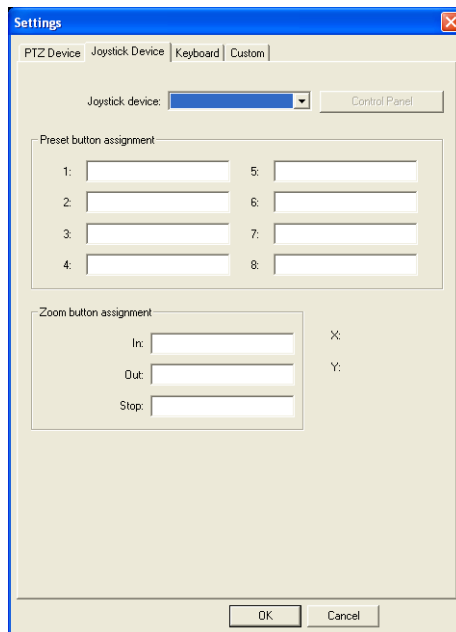 Settings
PTZ Device Joystick Device Keyboard Custom
Joystick device: Control Panel
Preset button assignment
1: 5:
2: 6:
3: 7:
4: 8:
Zoom button assignment
In: X:
Out: Y:
Stop:
OK Cancel